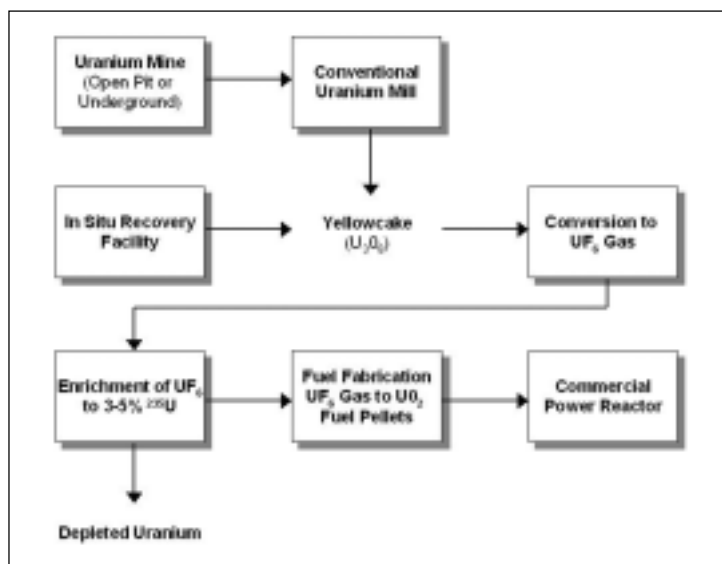 Uranium Mine
(Open Pit or
Underground)
Conventional
Uranium Mill
In Situ Recovery
Facility
Yellowcake
(U₃0₈)
Conversion to
UF₆ Gas
Enrichment of UF₆
to 3-5% ²³⁵U
Fuel Fabrication
UF₆ Gas to U0₂
Fuel Pellets
Commercial
Power Reactor
Depleted Uranium